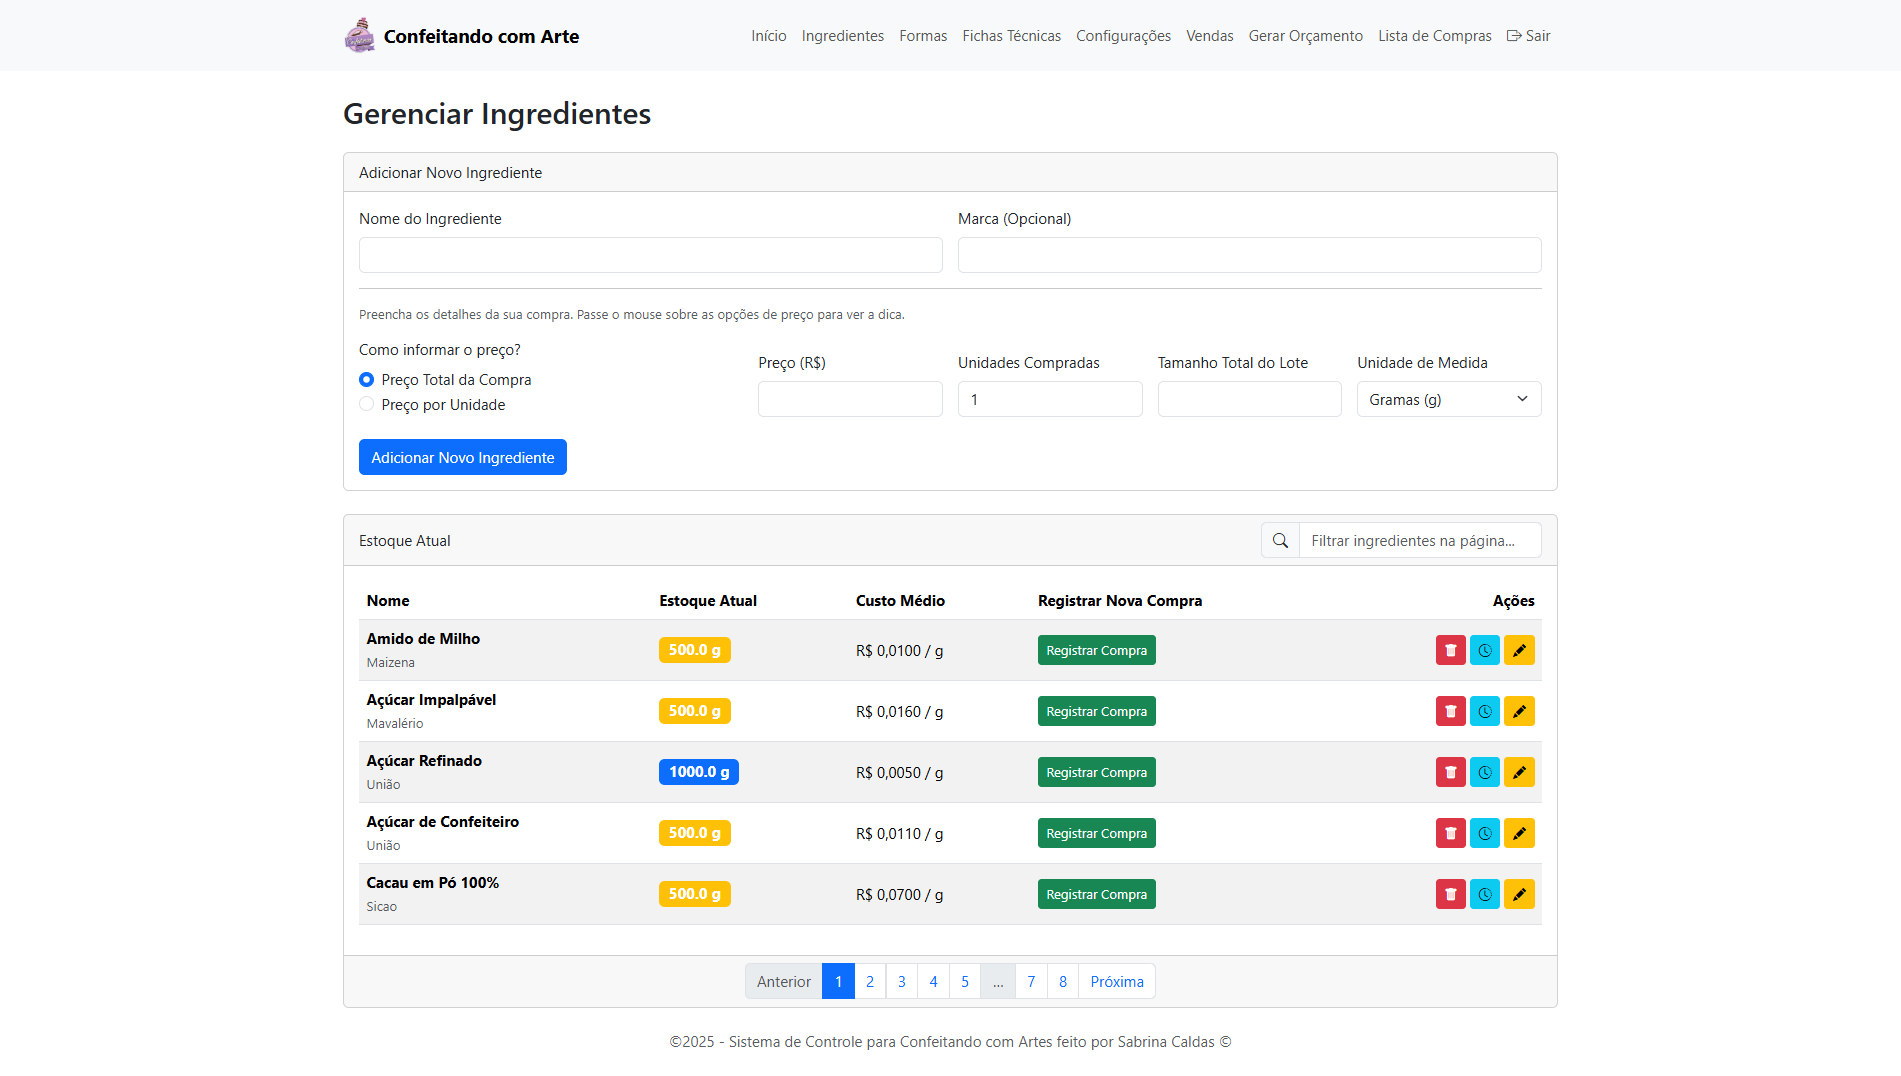 Confeitando com Arte
Início Ingredientes Formas Fichas Técnicas Configurações Vendas Gerar Orçamento Lista de Compras Sair
Gerenciar Ingredientes
Adicionar Novo Ingrediente
Nome do Ingrediente Marca (Opcional)
Preencha os detalhes da sua compra. Passe o mouse sobre as opções de preço para ver a dica.
Como informar o preço?
Preço Total da Compra
Preço por Unidade
Preço (R$) Unidades Compradas Tamanho Total do Lote Unidade de Medida
1 Gramas (g)
Adicionar Novo Ingrediente
Estoque Atual Filtrar ingredientes na página...
Nome Estoque Atual Custo Médio Registrar Nova Compra Ações
Amido de Milho
Maizena
500.0 g R$ 0,0100 / g Registrar Compra
Açúcar Impalpável
Mavalério
500.0 g R$ 0,0160 / g Registrar Compra
Açúcar Refinado
União
1000.0 g R$ 0,0050 / g Registrar Compra
Açúcar de Confeiteiro
União
500.0 g R$ 0,0110 / g Registrar Compra
Cacau em Pó 100%
Sicao
500.0 g R$ 0,0700 / g Registrar Compra
Anterior 1 2 3 4 5 ... 7 8 Próxima
©2025 - Sistema de Controle para Confeitando com Artes feito por Sabrina Caldas ©